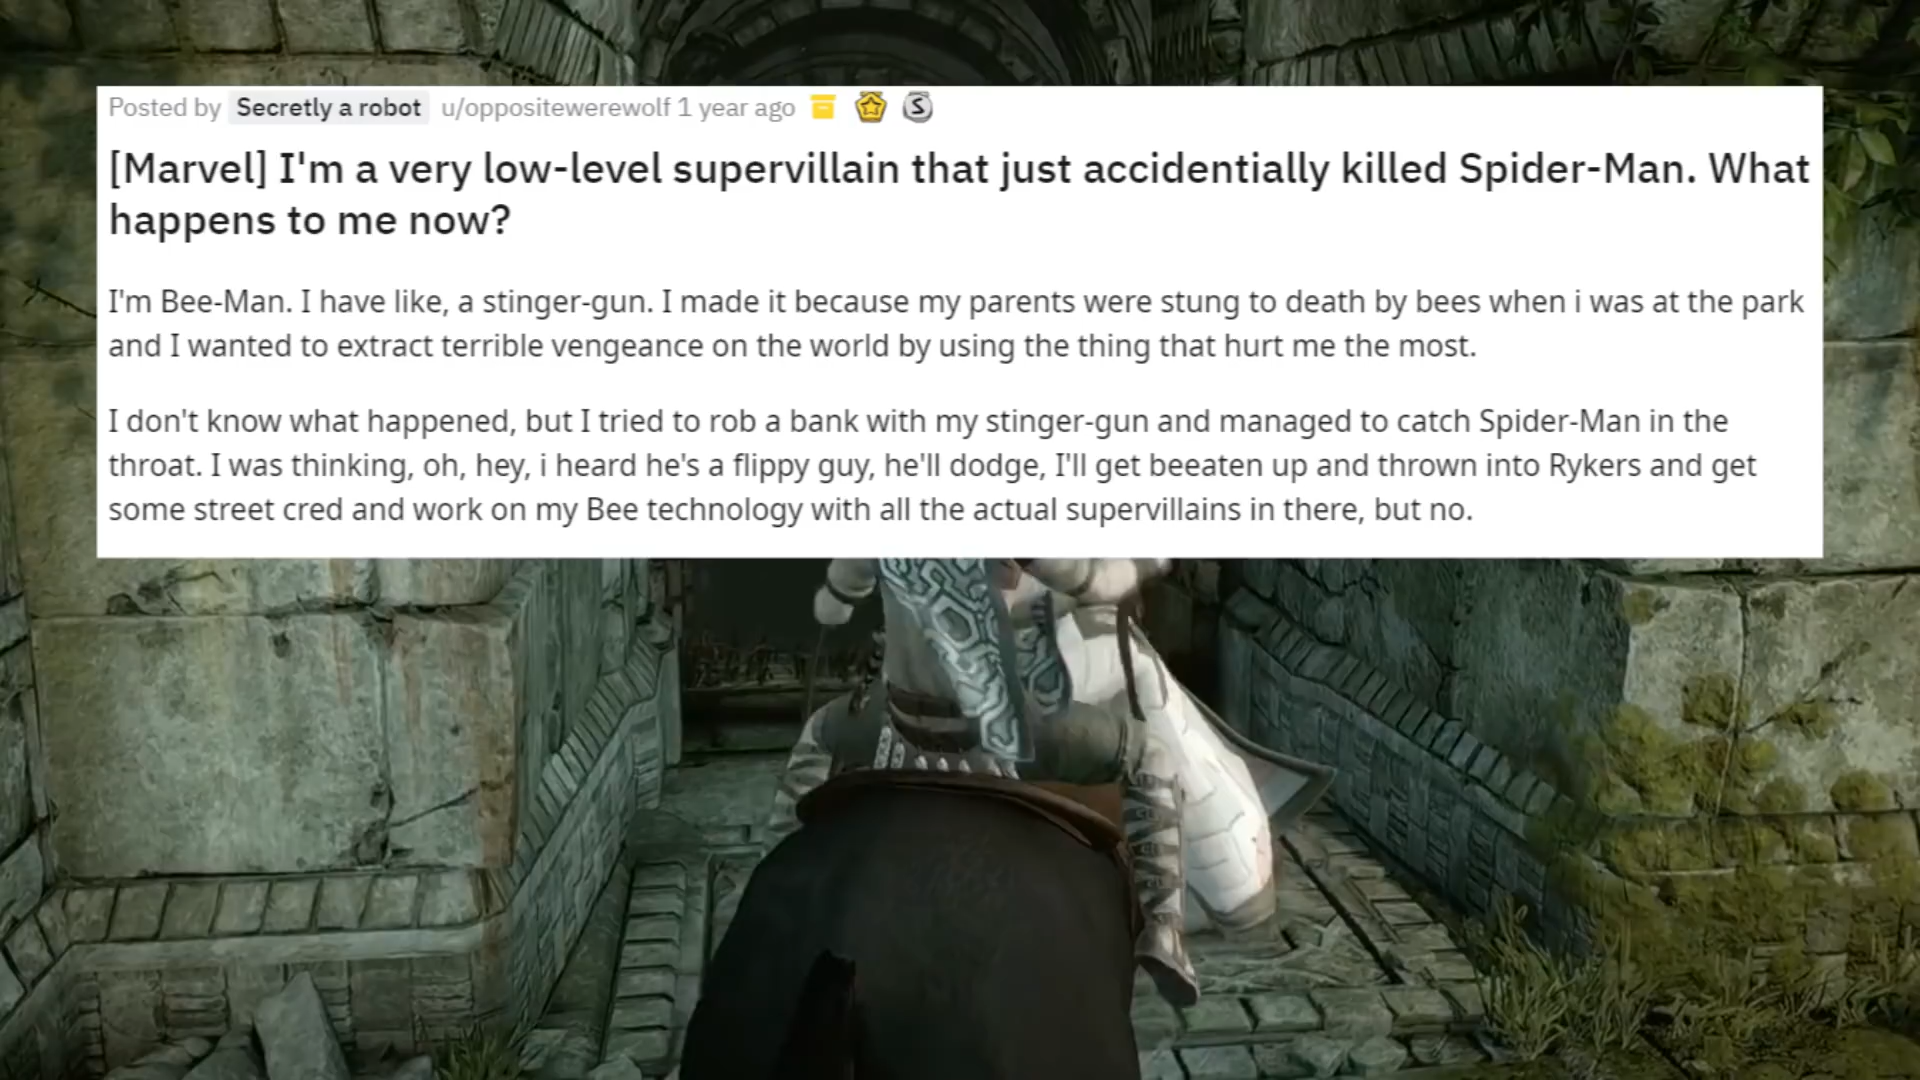 Posted by Secretly a robot u/oppositewerewolf 1 year ago S
[Marvel] I'm a very low-level supervillain that just accidentially killed Spider-Man. What
happens to me now?
I'm Bee-Man. I have like, a stinger-gun. I made it because my parents were stung to death by bees when i was at the park
and I wanted to extract terrible vengeance on the world by using the thing that hurt me the most.
I don't know what happened, but I tried to rob a bank with my stinger-gun and managed to catch Spider-Man in the
throat. I was thinking, oh, hey, i heard he's a flippy guy, he'll dodge, I'll get beeaten up and thrown into Rykers and get
some street cred and work on my Bee technology with all the actual supervillains in there, but no.